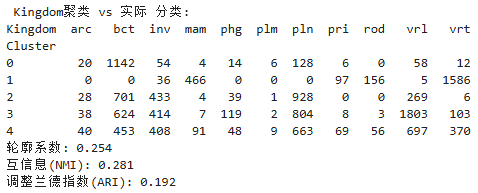 Kingdom聚类 vs 实际 分类:
Kingdom arc bct inv mam phg plm pln pri rod vrl vrt
Cluster
0 20 1142 54 4 14 6 128 6 0 58 12
1 0 0 36 466 0 0 0 97 156 5 1586
2 28 701 433 4 39 1 928 0 0 269 6
3 38 624 414 7 119 2 804 8 3 1803 103
4 40 453 408 91 48 9 663 69 56 697 370
轮廓系数: 0.254
互信息(NMI): 0.281
调整兰德指数(ARI): 0.192